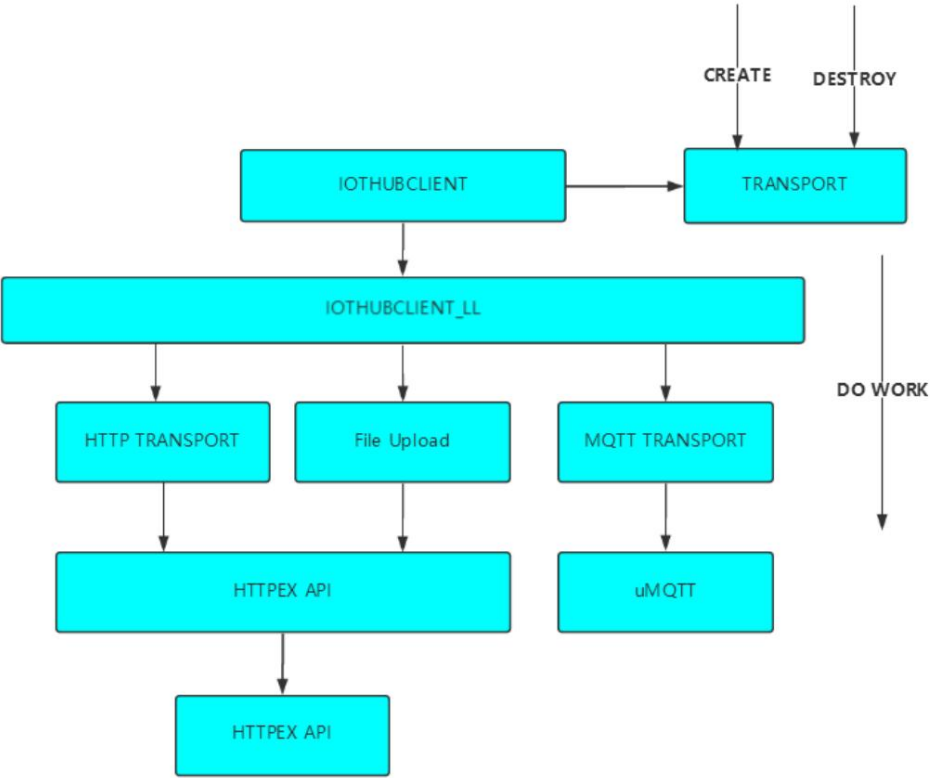 CREATE
DESTROY
IOTHUBCLIENT
TRANSPORT
IOTHUBCLIENT_LL
DO WORK
HTTP TRANSPORT
File Upload
MQTT TRANSPORT
HTTPEX API
uMQTT
HTTPEX API